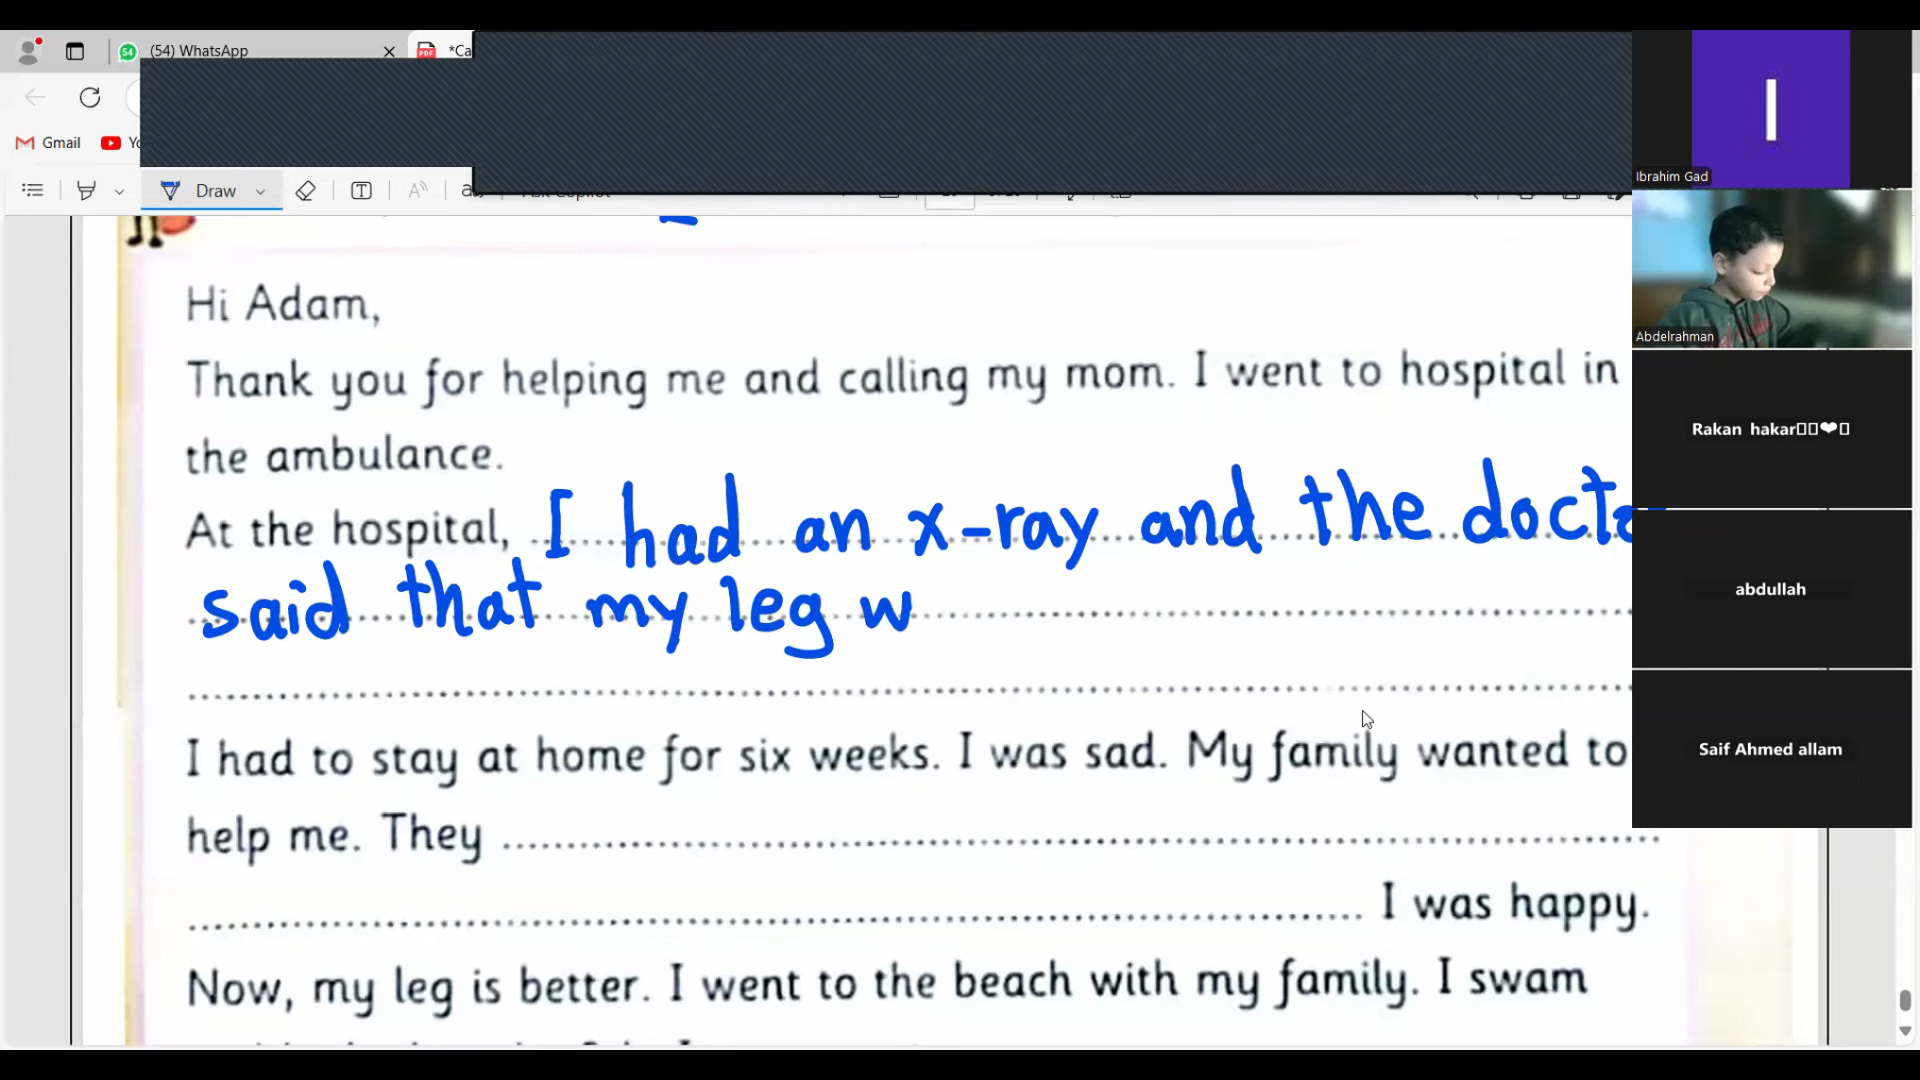 (54) WhatsApp
*Ca
Gmail
Draw
Hi Adam,
Thank you for helping me and calling my mom. I went to hospital in
the ambulance.
At the hospital, I had an x-ray and the docto
said that my leg w
I had to stay at home for six weeks. I was sad. My family wanted to
help me. They
I was happy.
Now, my leg is better. I went to the beach with my family. I swam
I
Ibrahim Gad
Abdelrahman
Rakan hakar
abdullah
Saif Ahmed allam